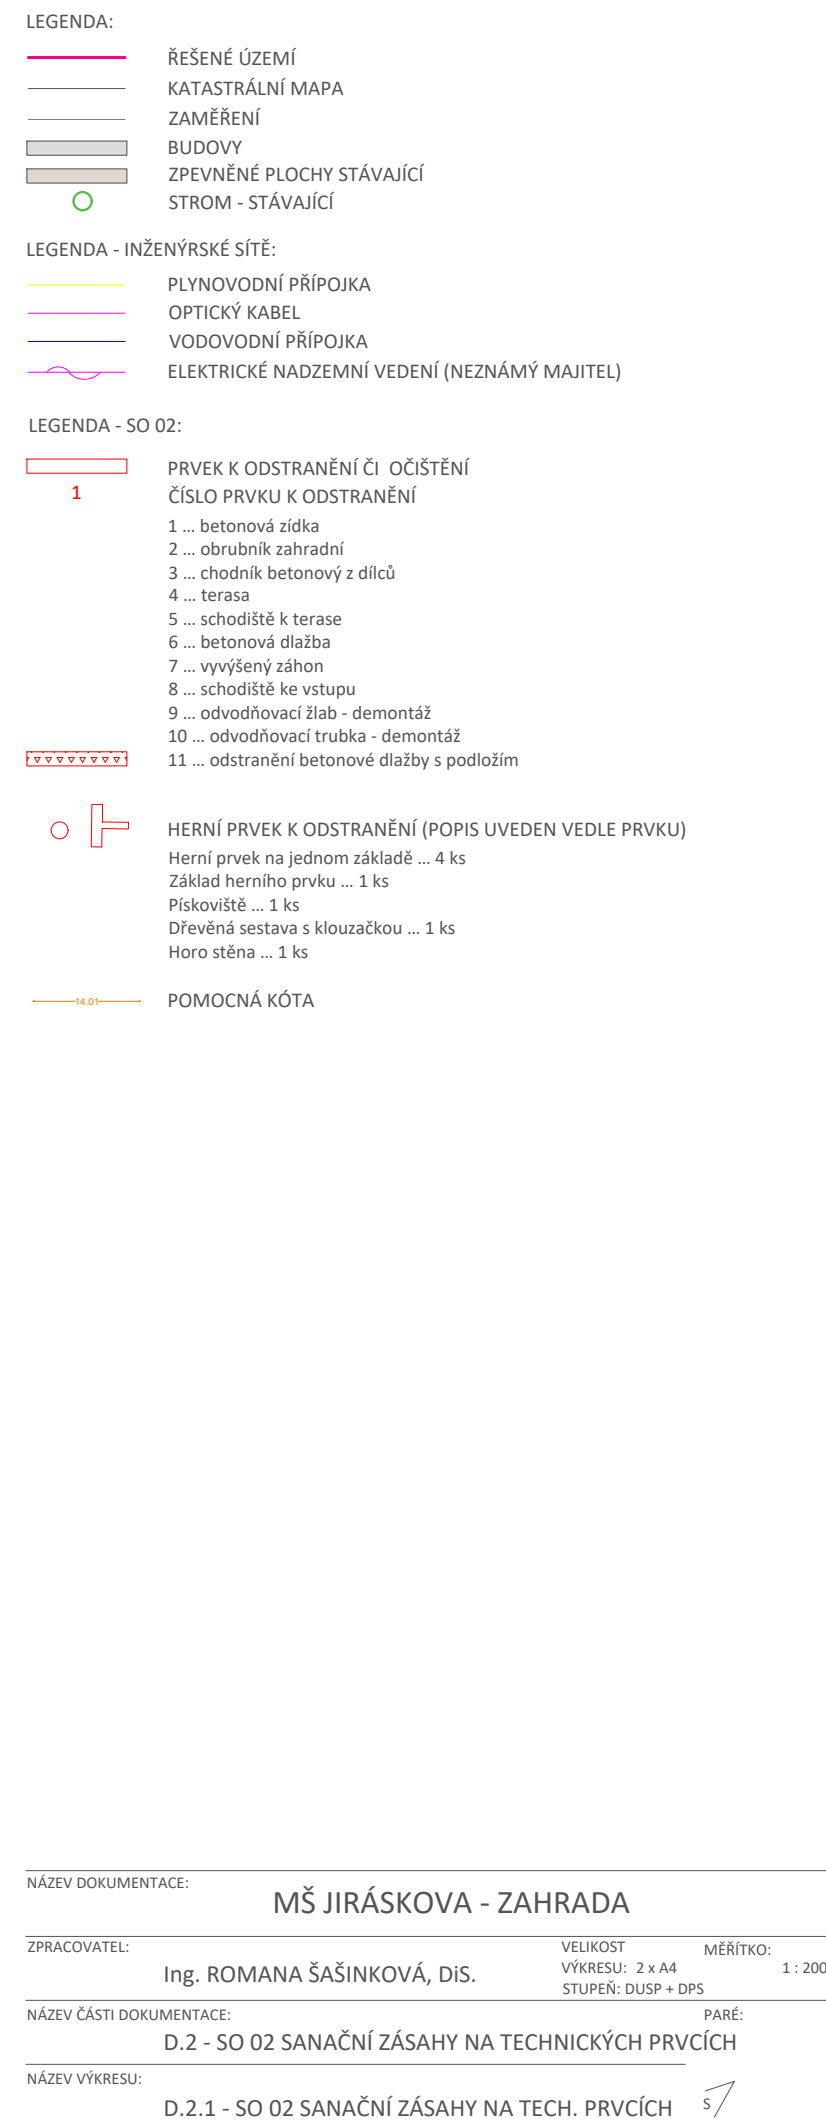 LEGENDA:
ŘEŠENÉ ÚZEMÍ
KATASTRÁLNÍ MAPA
ZAMĚŘENÍ
BUDOVY
ZPEVNĚNÉ PLOCHY STÁVAJÍCÍ
STROM - STÁVAJÍCÍ
LEGENDA - INŽENÝRSKÉ SÍTĚ:
PLYNOVODNÍ PŘÍPOJKA
OPTICKÝ KABEL
VODOVODNÍ PŘÍPOJKA
ELEKTRICKÉ NADZEMNÍ VEDENÍ (NEZNÁMÝ MAJITEL)
LEGENDA - SO 02:
PRVEK K ODSTRANĚNÍ ČI OČIŠTĚNÍ
1 ČÍSLO PRVKU K ODSTRANĚNÍ
1 ... betonová zídka
2 ... obrubník zahradní
3 ... chodník betonový z dílců
4 ... terasa
5 ... schodiště k terase
6 ... betonová dlažba
7 ... vyvýšený záhon
8 ... schodiště ke vstupu
9 ... odvodňovací žlab - demontáž
10 ... odvodňovací trubka - demontáž
11 ... odstranění betonové dlažby s podložím
HERNÍ PRVEK K ODSTRANĚNÍ (POPIS UVEDEN VEDLE PRVKU)
Herní prvek na jednom základě ... 4 ks
Základ herního prvku ... 1 ks
Pískoviště ... 1 ks
Dřevěná sestava s klouzačkou ... 1 ks
Horo stěna ... 1 ks
14.01 POMOCNÁ KÓTA
NÁZEV DOKUMENTACE:
MŠ JIRÁSKOVA - ZAHRADA
ZPRACOVATEL:
Ing. ROMANA ŠAŠINKOVÁ, DiS.
VELIKOST
VÝKRESU: 2 x A4
STUPEŇ: DUSP + DPS
MĚŘÍTKO:
1 : 200
NÁZEV ČÁSTI DOKUMENTACE:
PARÉ:
D.2 - SO 02 SANAČNÍ ZÁSAHY NA TECHNICKÝCH PRVCÍCH
NÁZEV VÝKRESU:
D.2.1 - SO 02 SANAČNÍ ZÁSAHY NA TECH. PRVCÍCH
S